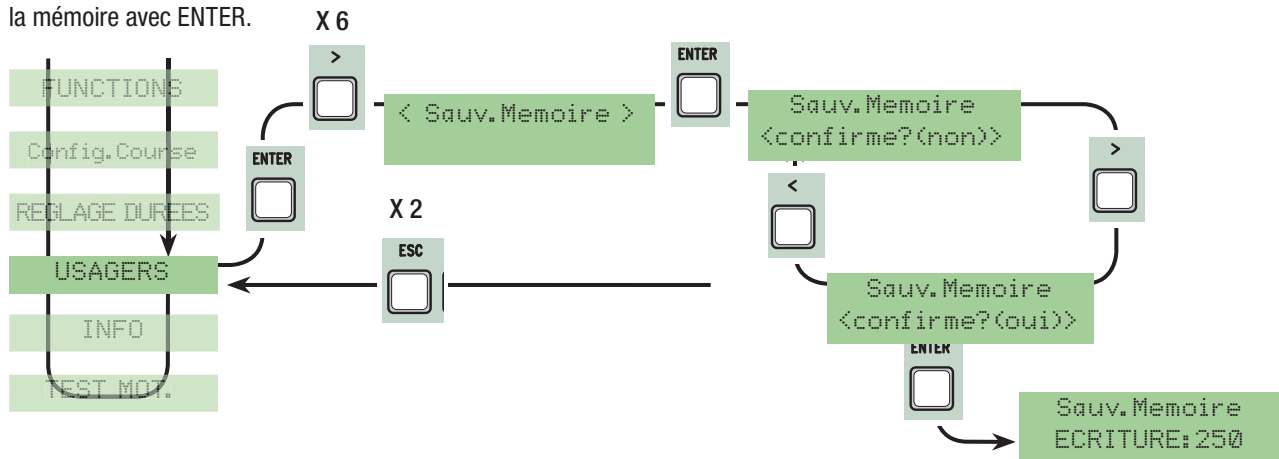 la mémoire avec ENTER.
X 6
>
ENTER
FUNCTIONS
< Sauv.Memoire >
Sauv.Memoire
<confirme?(non)>
Config.Course
ENTER
>
<
REGLAGE DUREES
X 2
ESC
USAGERS
Sauv.Memoire
<confirme?(oui)>
INFO
ENTER
TEST MOT.
Sauv.Memoire
ECRITURE:250